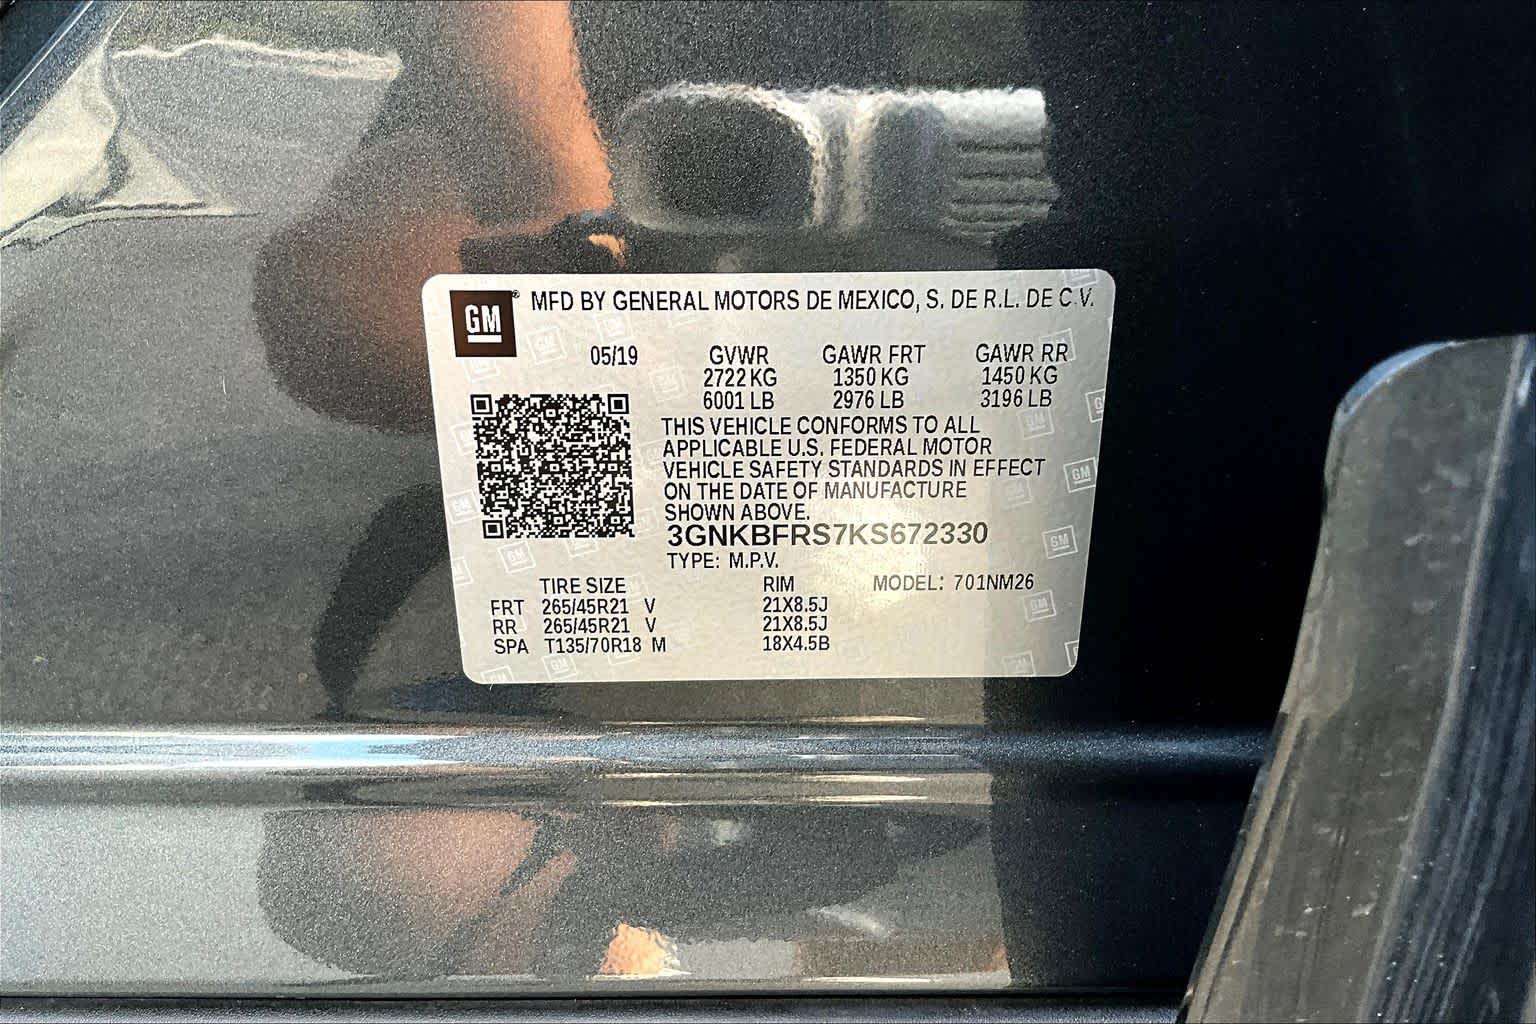 GM® MFD BY GENERAL MOTORS DE MEXICO, S. DE R.L. DE C.V.
05/19 GVWR GAWR FRT GAWR RR
2722 KG 1350 KG 1450 KG
6001 LB 2976 LB 3196 LB
THIS VEHICLE CONFORMS TO ALL
APPLICABLE U.S. FEDERAL MOTOR
VEHICLE SAFETY STANDARDS IN EFFECT
ON THE DATE OF MANUFACTURE
SHOWN ABOVE.
3GNKBFRS7KS672330
TYPE: M.P.V.
TIRE SIZE RIM MODEL: 701NM26
FRT 265/45R21 V 21X8.5J
RR 265/45R21 V 21X8.5J
SPA T135/70R18 M 18X4.5B